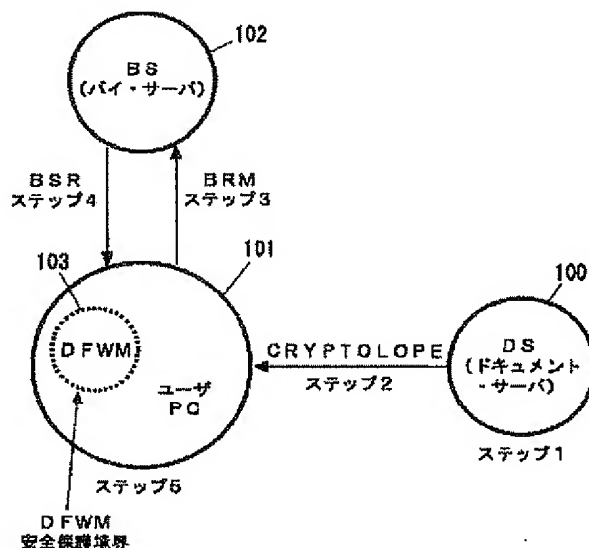 102
BS
(バイ・サーバ)
BSR
ステップ4
BRM
ステップ3
103
101
100
DFWM
ユーザ
PC
CRYPTOLOPE
ステップ2
DS
(ドキュメント
・サーバ)
ステップ1
ステップ5
DFWM
安全保護境界